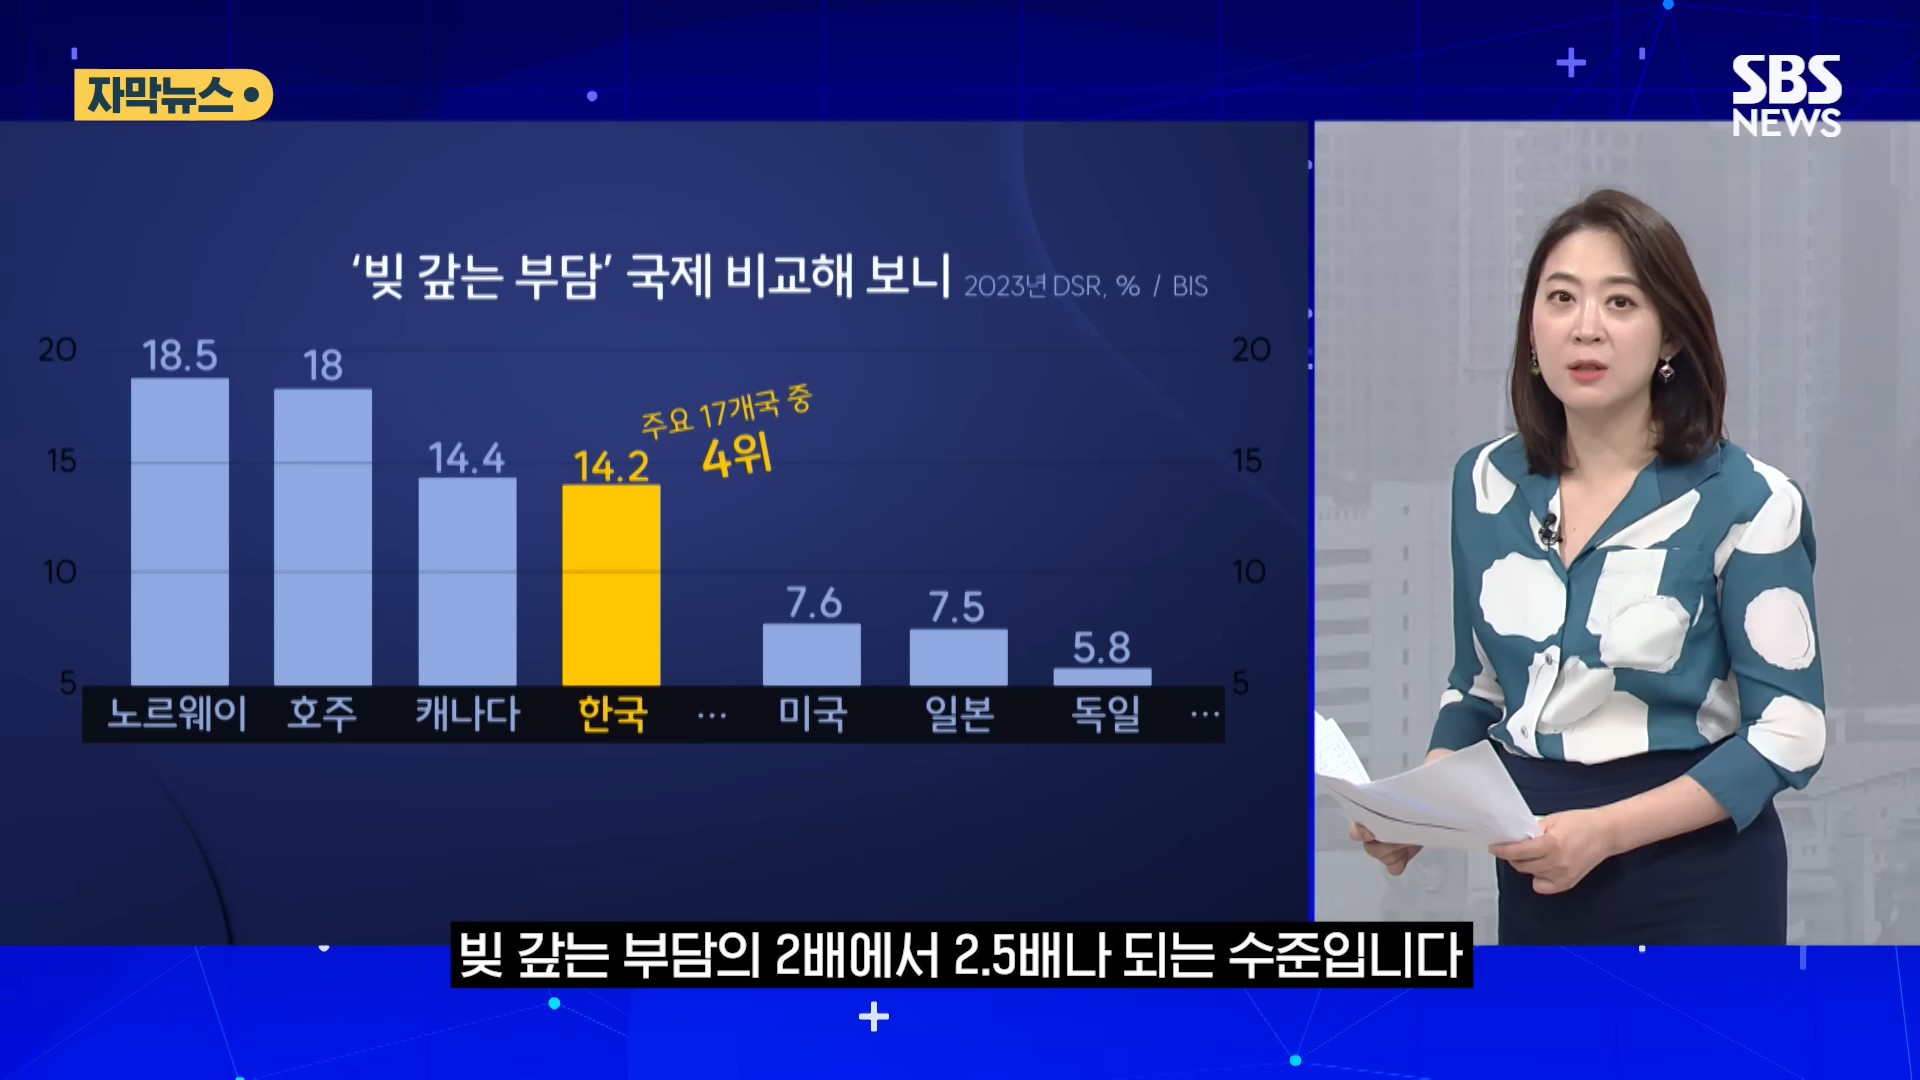 자막뉴스
SBS
NEWS
‘빚 갚는 부담’ 국제 비교해 보니 2023년 DSR, % / BIS
20 20
15 15
10 10
5 5
18.5 18 14.4 14.2 7.6 7.5 5.8
주요 17개국 중
4위
노르웨이 호주 캐나다 한국 ... 미국 일본 독일 ...
빚 갚는 부담의 2배에서 2.5배나 되는 수준입니다